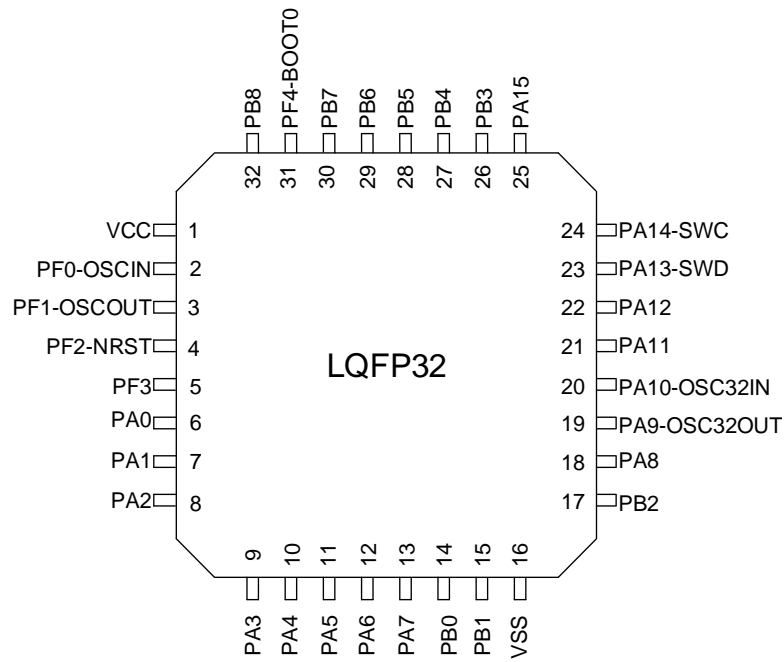 PB8
PF4-BOOT0
PB7
PB6
PB5
PB4
PB3
PA15
32
31
30
29
28
27
26
25
VCC 1
PF0-OSCIN 2
PF1-OSCOUT 3
PF2-NRST 4
PF3 5
PA0 6
PA1 7
PA2 8
LQFP32
24 PA14-SWC
23 PA13-SWD
22 PA12
21 PA11
20 PA10-OSC32IN
19 PA9-OSC32OUT
18 PA8
17 PB2
9
10
11
12
13
14
15
16
PA3
PA4
PA5
PA6
PA7
PB0
PB1
VSS